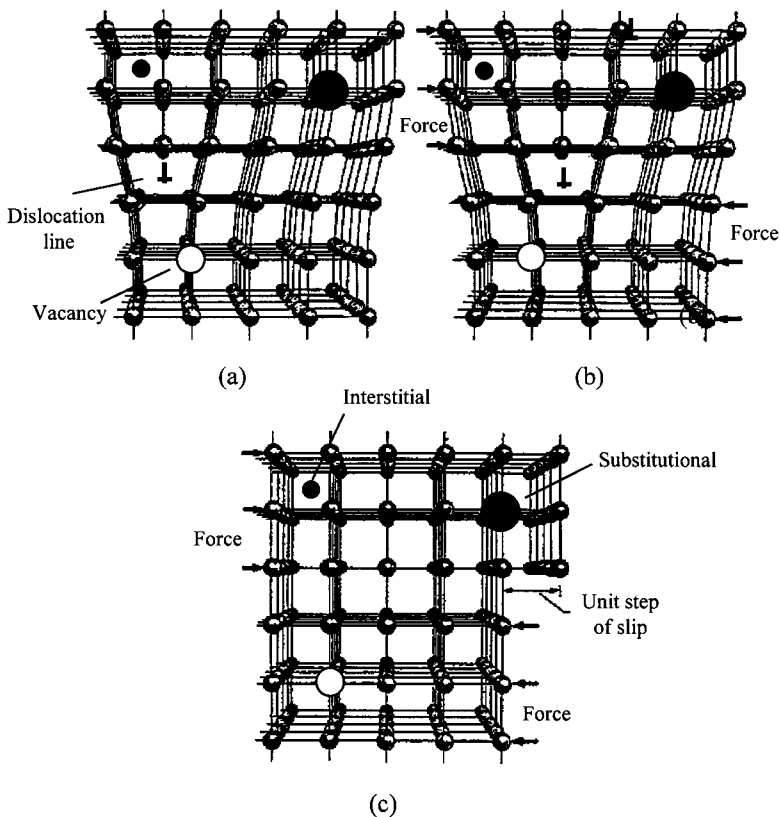 Force
Dislocation
line
Force
Vacancy
(a)
(b)
Interstitial
Substitutional
Force
Unit step
of slip
Force
(c)